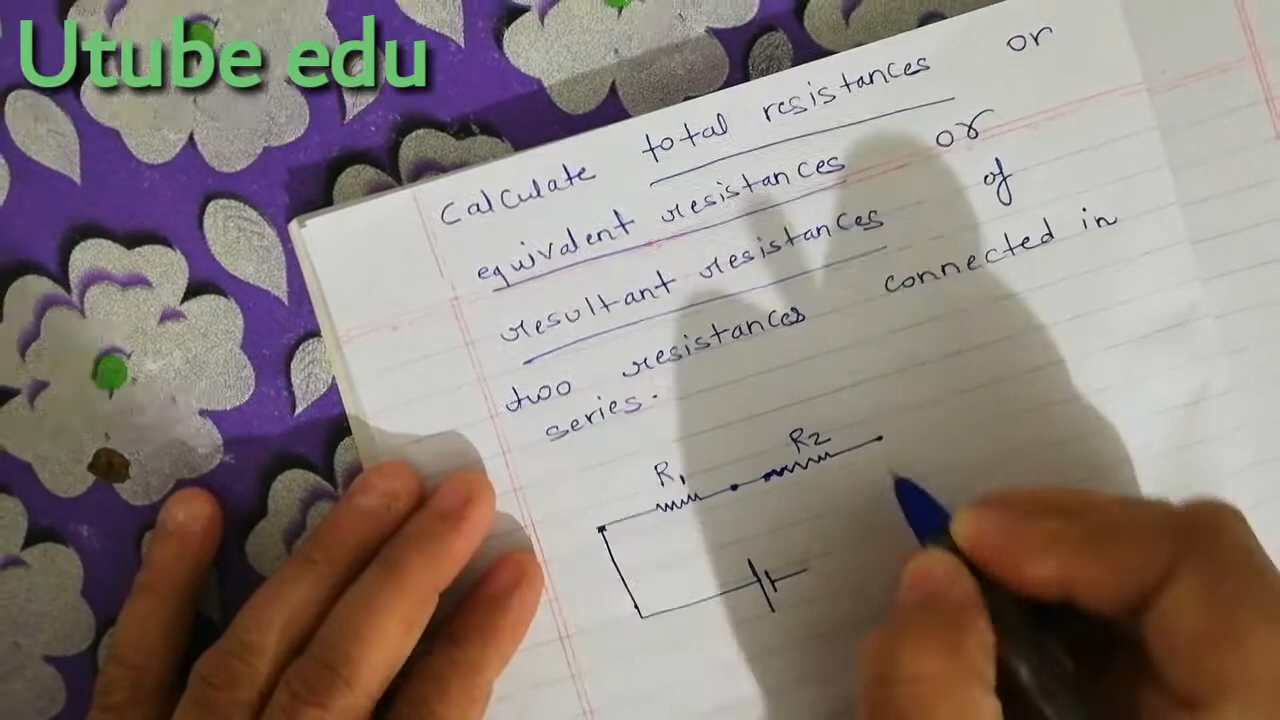 Utube edu
Calculate total resistances or
equivalent resistances or
resultant resistances of
two resistances connected in
series.
R1 R2